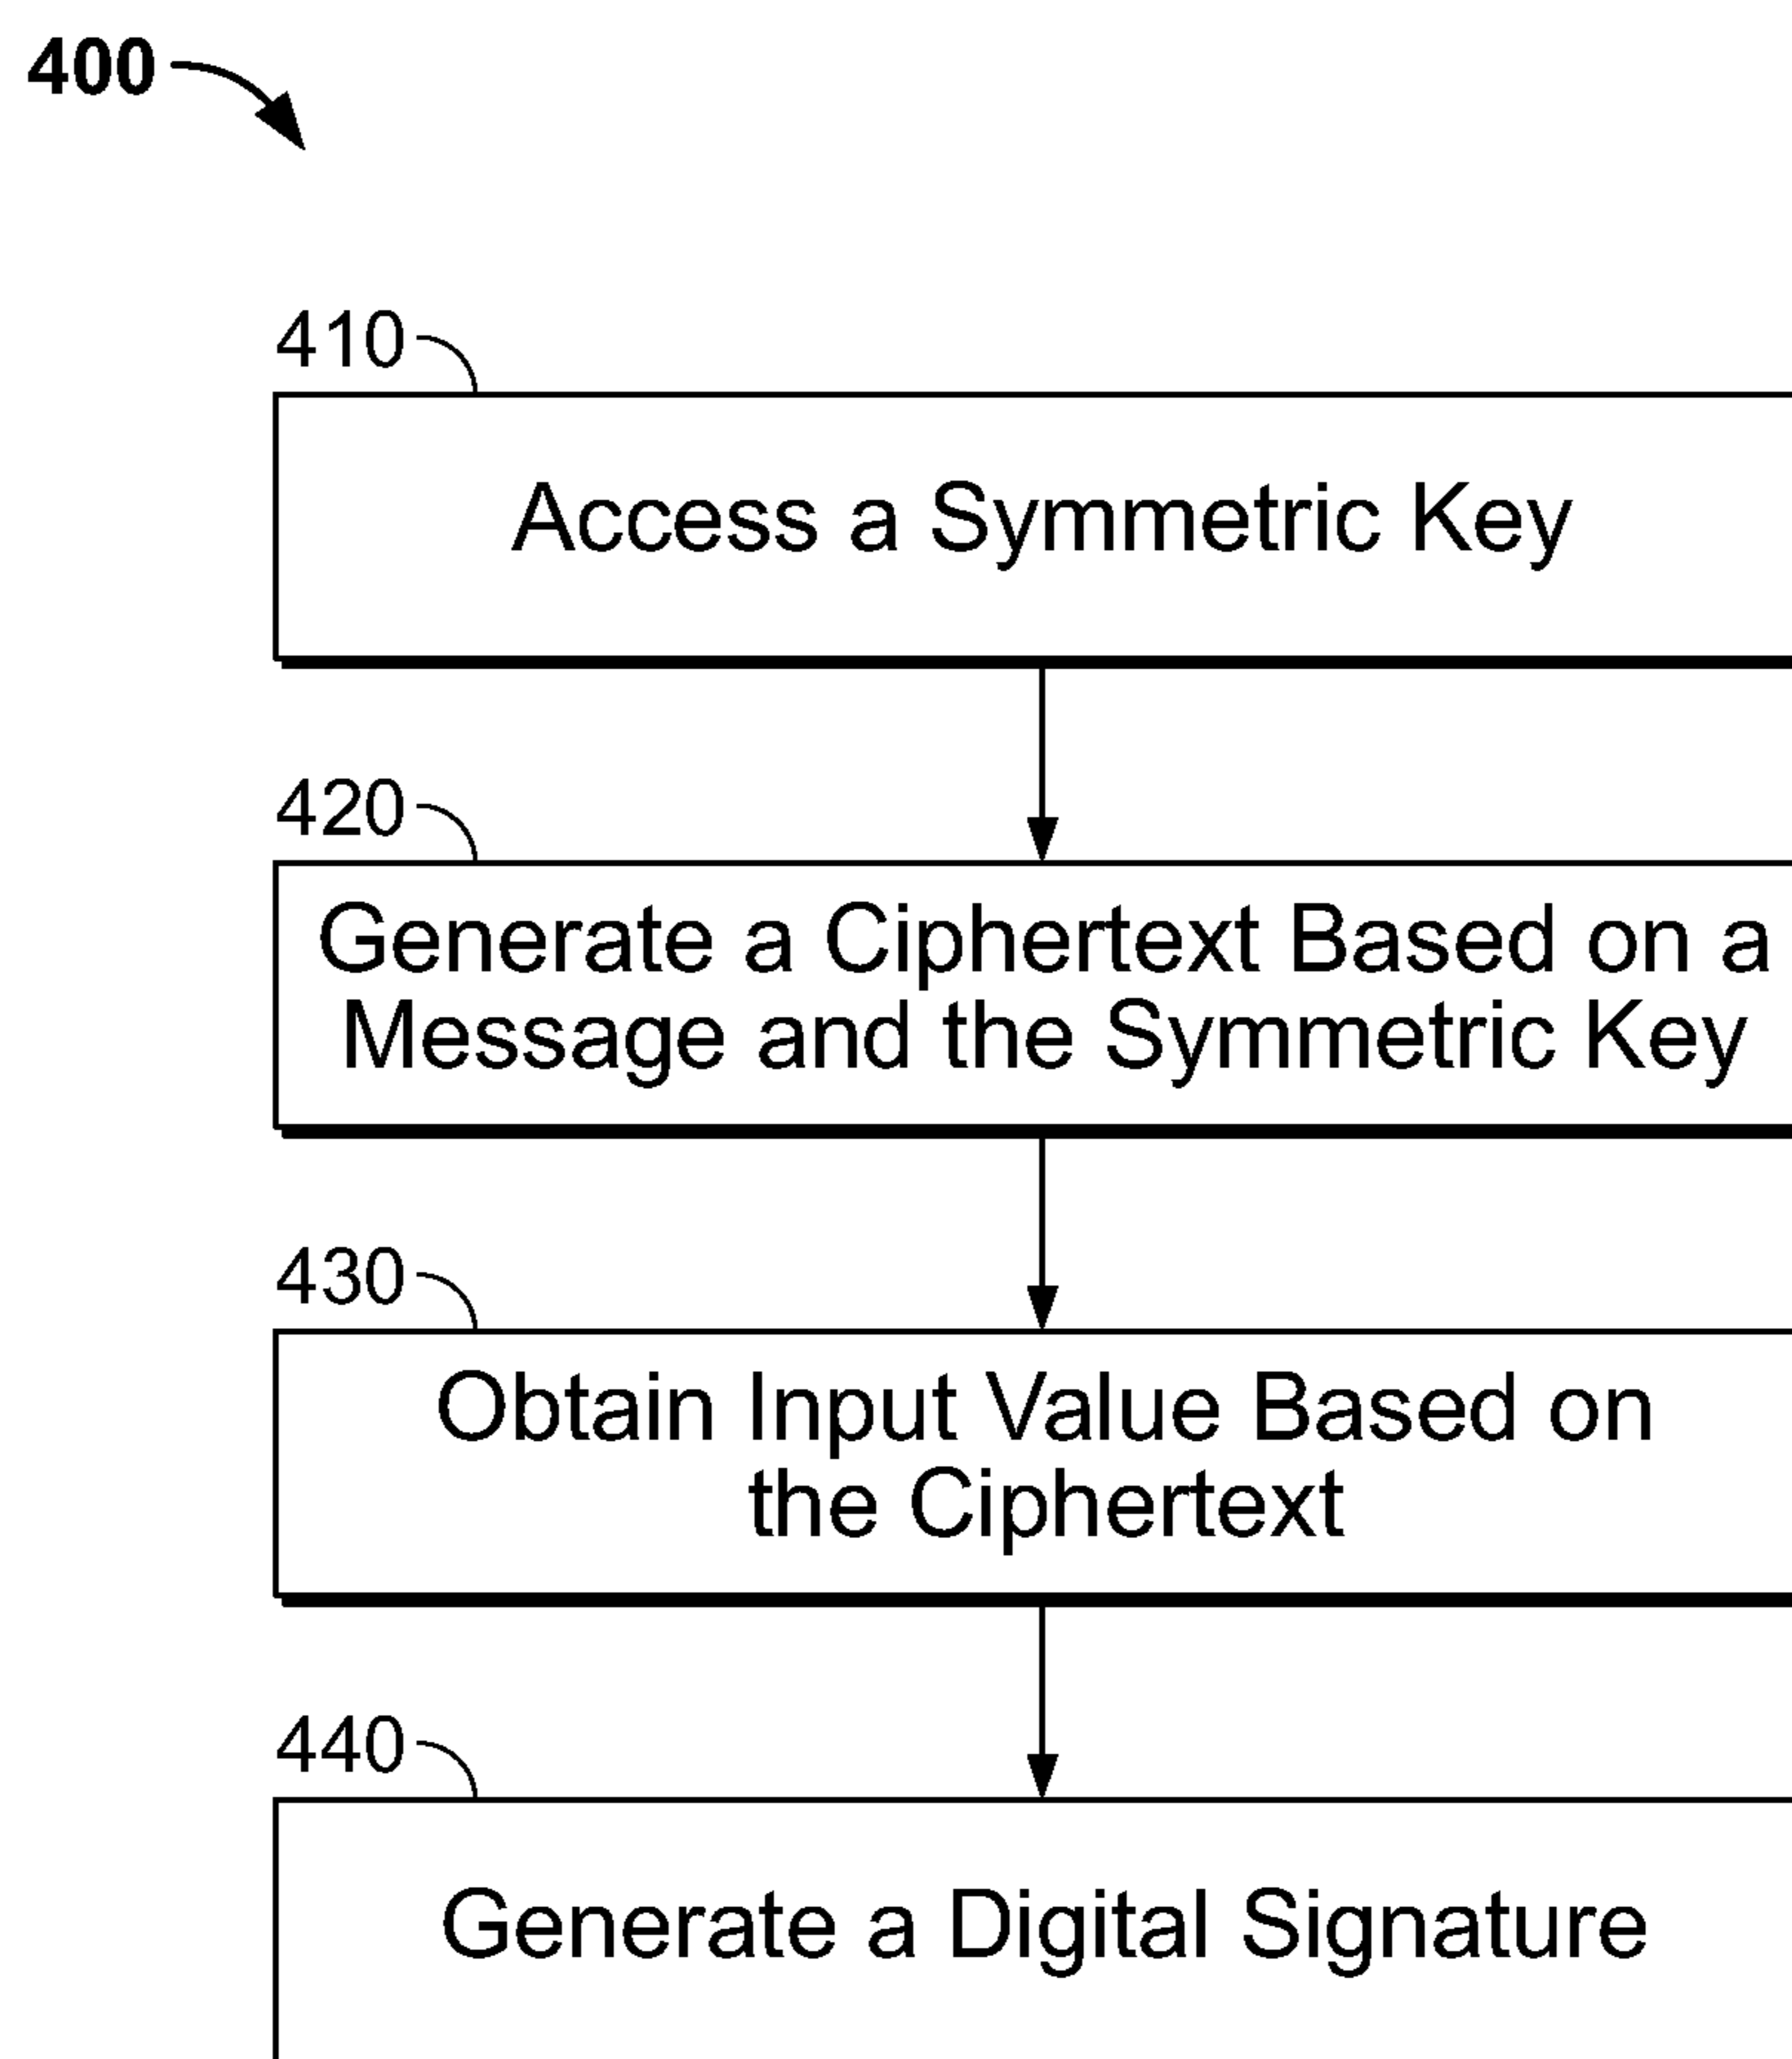 400
410
Access a Symmetric Key
420
Generate a Ciphertext Based on a
Message and the Symmetric Key
430
Obtain Input Value Based on
the Ciphertext
440
Generate a Digital Signature